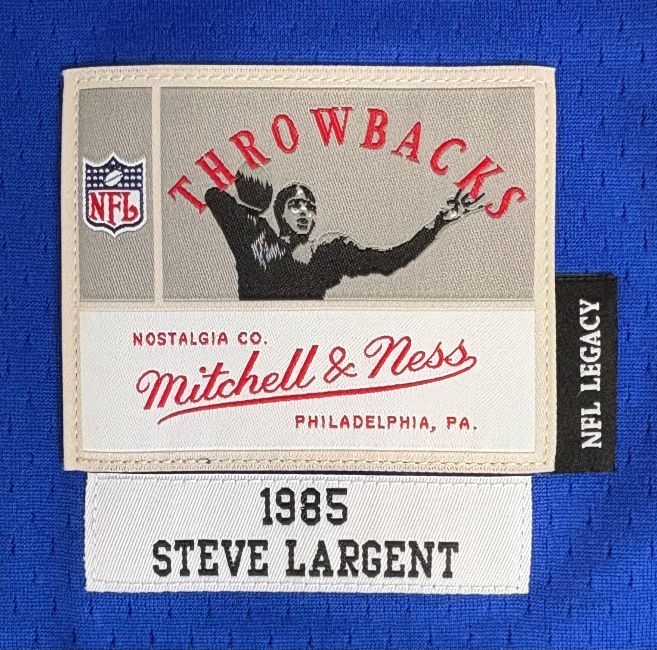 THROWBACKS
NFL
NOSTALGIA CO.
Mitchell & Ness
PHILADELPHIA, PA.
NFL LEGACY
1985
STEVE LARGENT